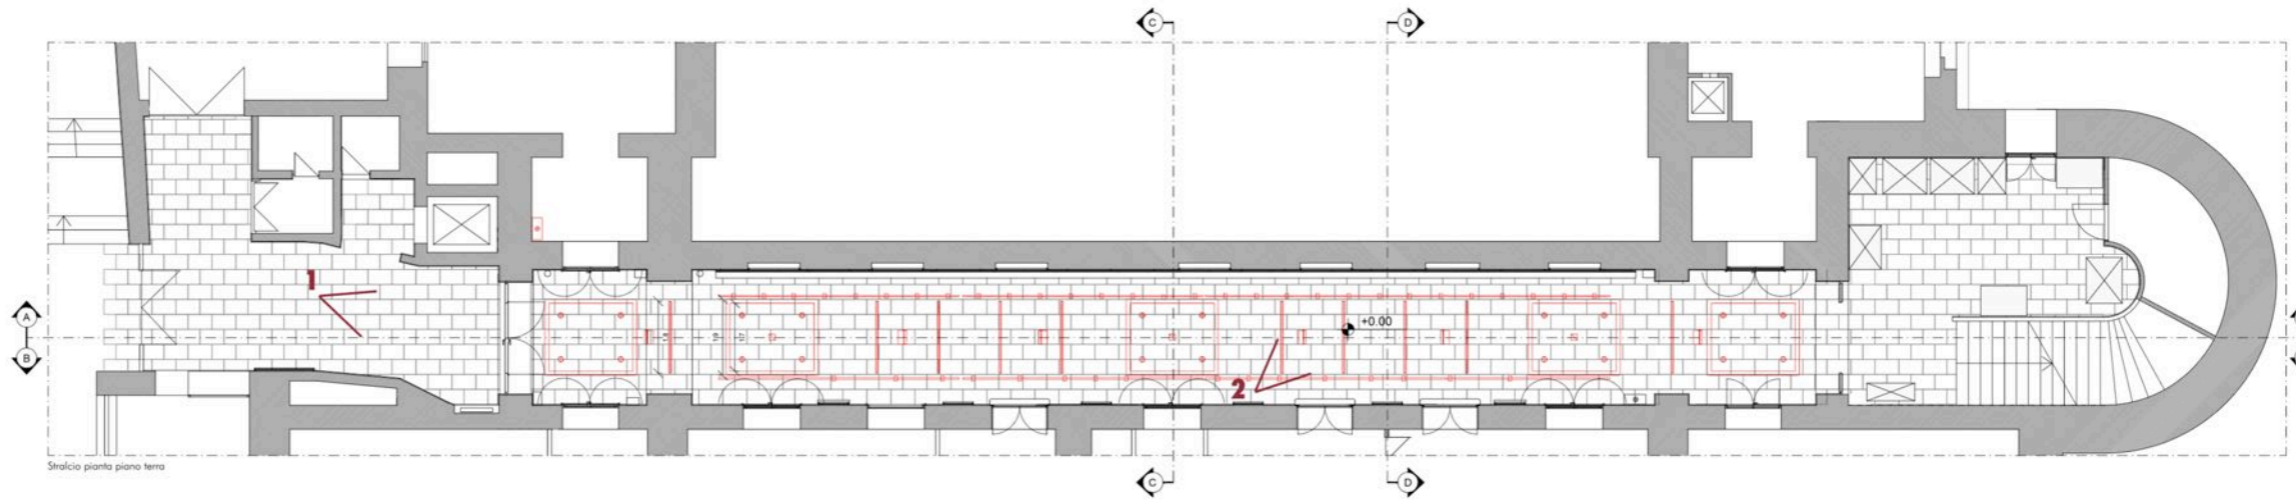 C D
1
A
B
+0.00
2
Stralcio pianta piano terra
C D